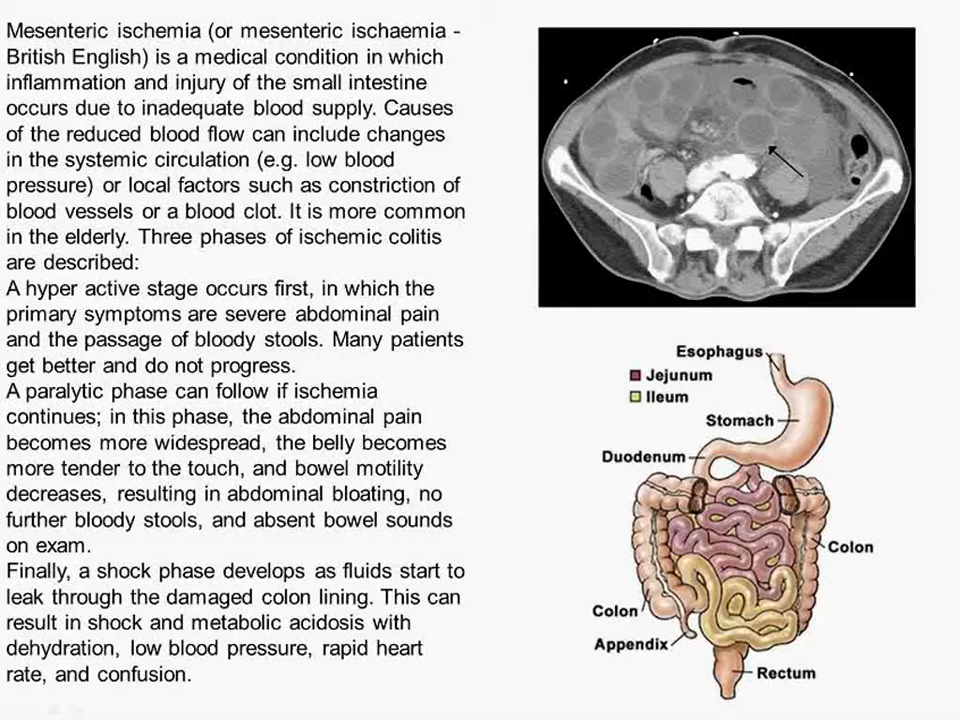 Mesenteric ischemia (or mesenteric ischaemia -
British English) is a medical condition in which
inflammation and injury of the small intestine
occurs due to inadequate blood supply. Causes
of the reduced blood flow can include changes
in the systemic circulation (e.g. low blood
pressure) or local factors such as constriction of
blood vessels or a blood clot. It is more common
in the elderly. Three phases of ischemic colitis
are described:
A hyper active stage occurs first, in which the
primary symptoms are severe abdominal pain
and the passage of bloody stools. Many patients
get better and do not progress.
A paralytic phase can follow if ischemia
continues; in this phase, the abdominal pain
becomes more widespread, the belly becomes
more tender to the touch, and bowel motility
decreases, resulting in abdominal bloating, no
further bloody stools, and absent bowel sounds
on exam.
Finally, a shock phase develops as fluids start to
leak through the damaged colon lining. This can
result in shock and metabolic acidosis with
dehydration, low blood pressure, rapid heart
rate, and confusion.
Esophagus
Jejunum
Ileum
Stomach
Duodenum
Colon
Colon
Appendix
Rectum